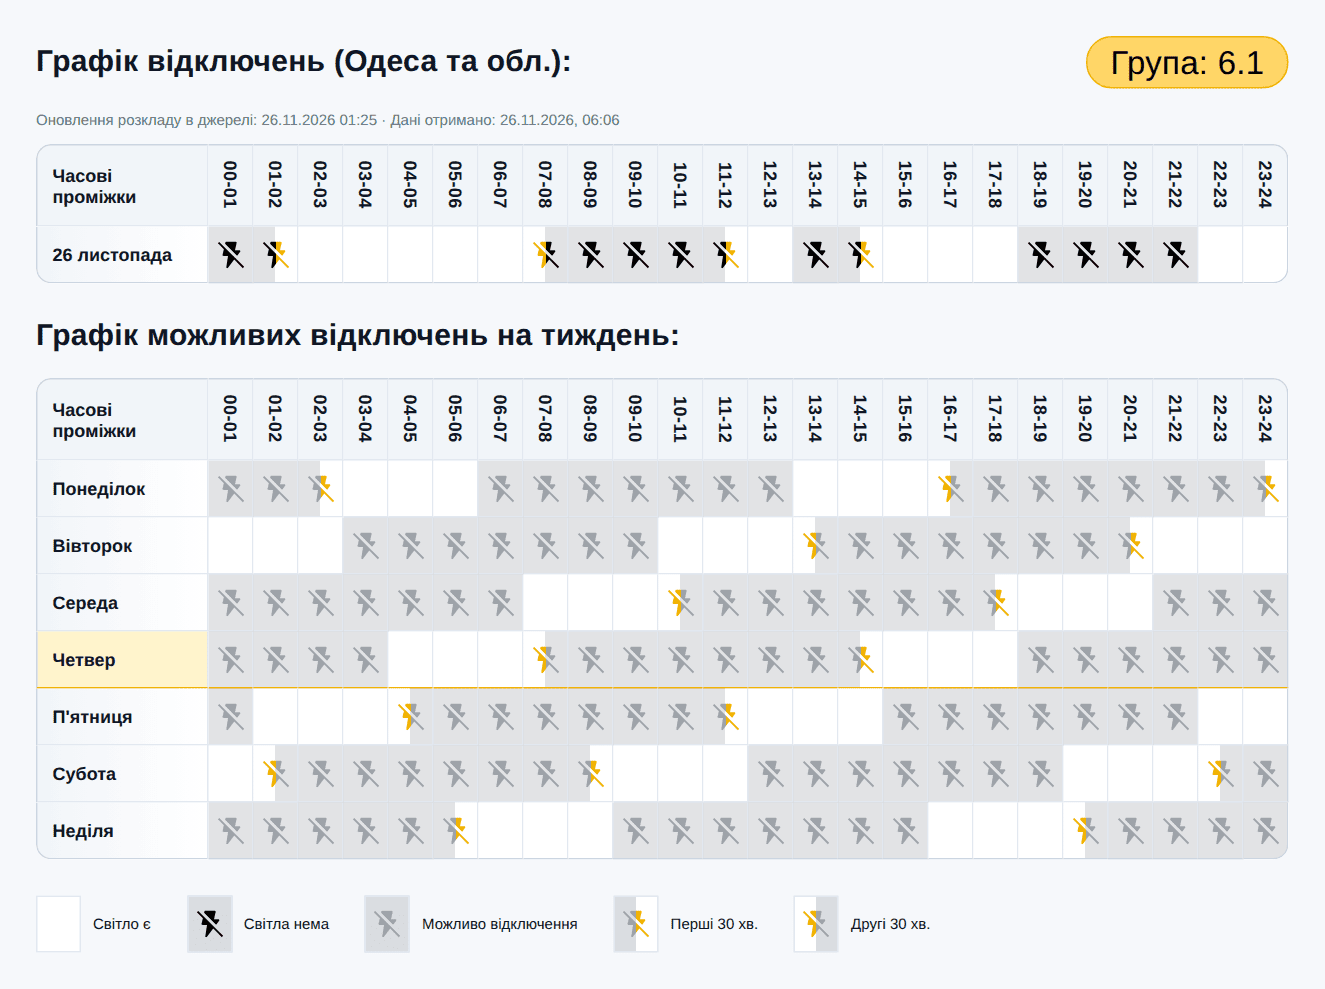 Графік відключень (Одеса та обл.):
Група: 6.1
Оновлення розкладу в джерелі: 26.11.2026 01:25 · Дані отримано: 26.11.2026, 06:06
Часові
проміжки
00-01 01-02 02-03 03-04 04-05 05-06 06-07 07-08 08-09 09-10 10-11 11-12 12-13 13-14 14-15 15-16 16-17 17-18 18-19 19-20 20-21 21-22 22-23 23-24
26 листопада
Графік можливих відключень на тиждень:
Часові
проміжки
00-01 01-02 02-03 03-04 04-05 05-06 06-07 07-08 08-09 09-10 10-11 11-12 12-13 13-14 14-15 15-16 16-17 17-18 18-19 19-20 20-21 21-22 22-23 23-24
Понеділок
Вівторок
Середа
Четвер
П'ятниця
Субота
Неділя
Світло є
Світла нема
Можливо відключення
Перші 30 хв.
Другі 30 хв.